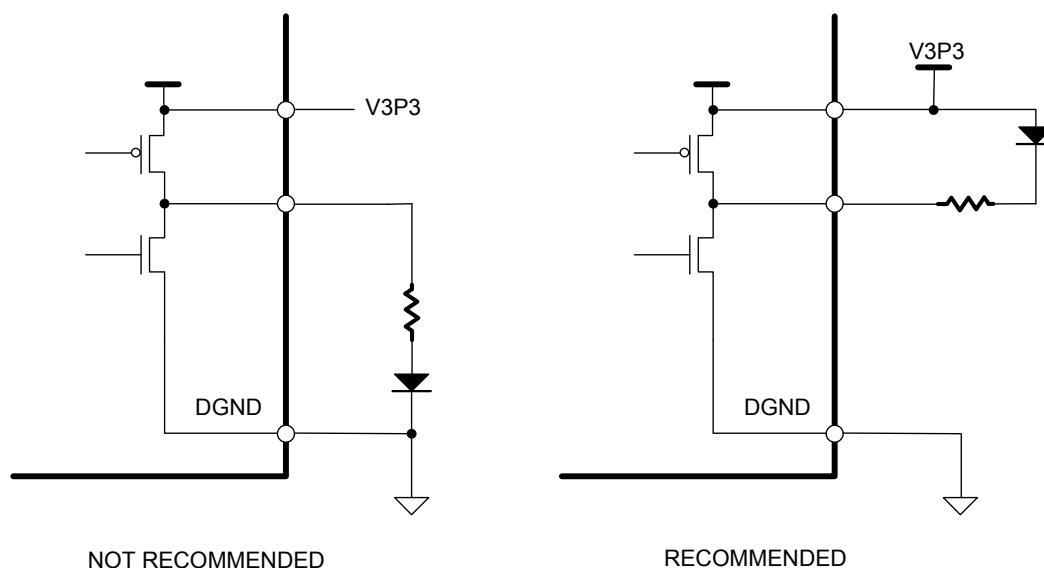 V3P3
DGND
NOT RECOMMENDED
V3P3
DGND
RECOMMENDED